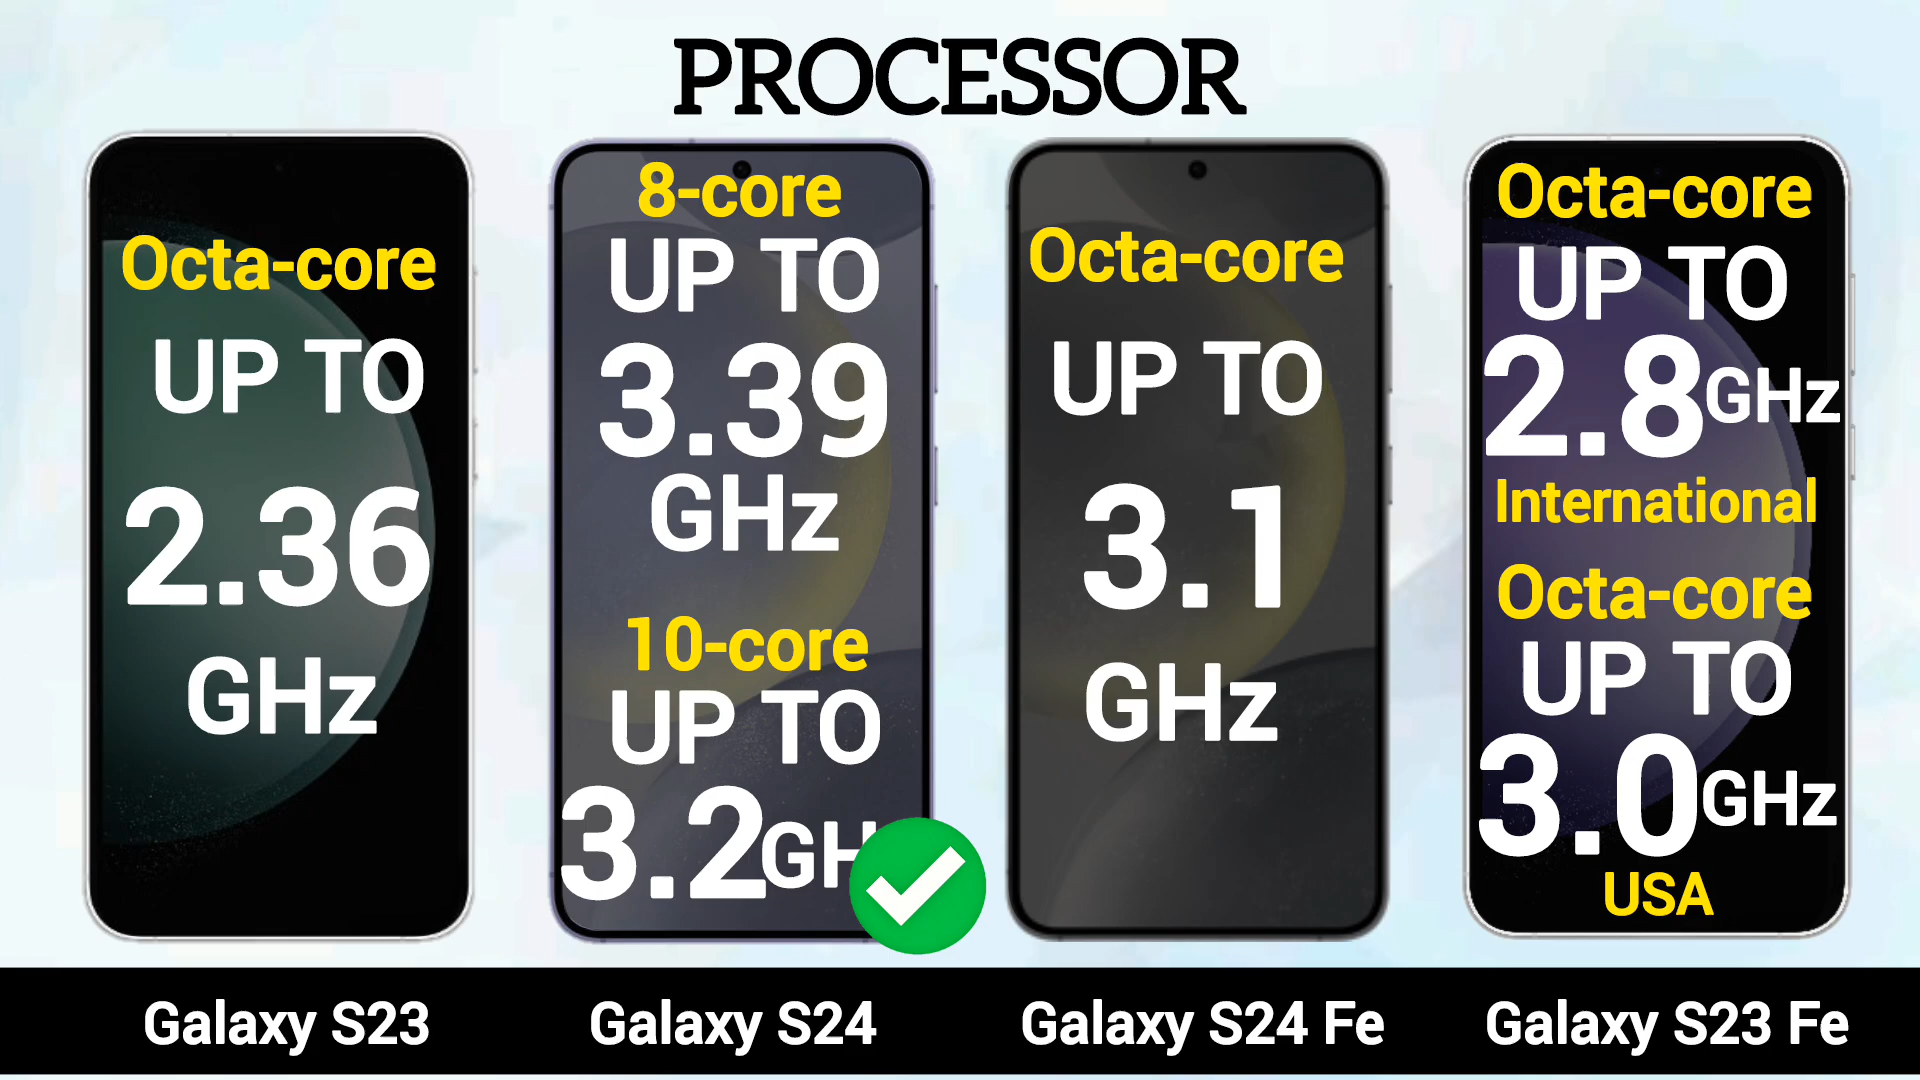 PROCESSOR
Octa-core
UP TO
2.36
GHz
8-core
UP TO
3.39
GHz
10-core
UP TO
3.2GH
Octa-core
UP TO
3.1
GHz
Octa-core
UP TO
2.8GHz
International
Octa-core
UP TO
3.0GHz
USA
Galaxy S23
Galaxy S24
Galaxy S24 Fe
Galaxy S23 Fe